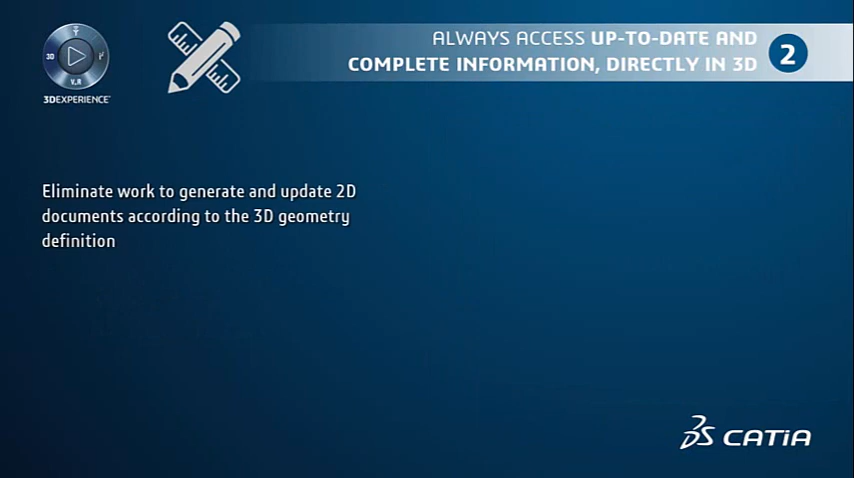 3D
V.R
3DEXPERIENCE
ALWAYS ACCESS UP-TO-DATE AND
COMPLETE INFORMATION, DIRECTLY IN 3D
2
Eliminate work to generate and update 2D
documents according to the 3D geometry
definition
CATIA